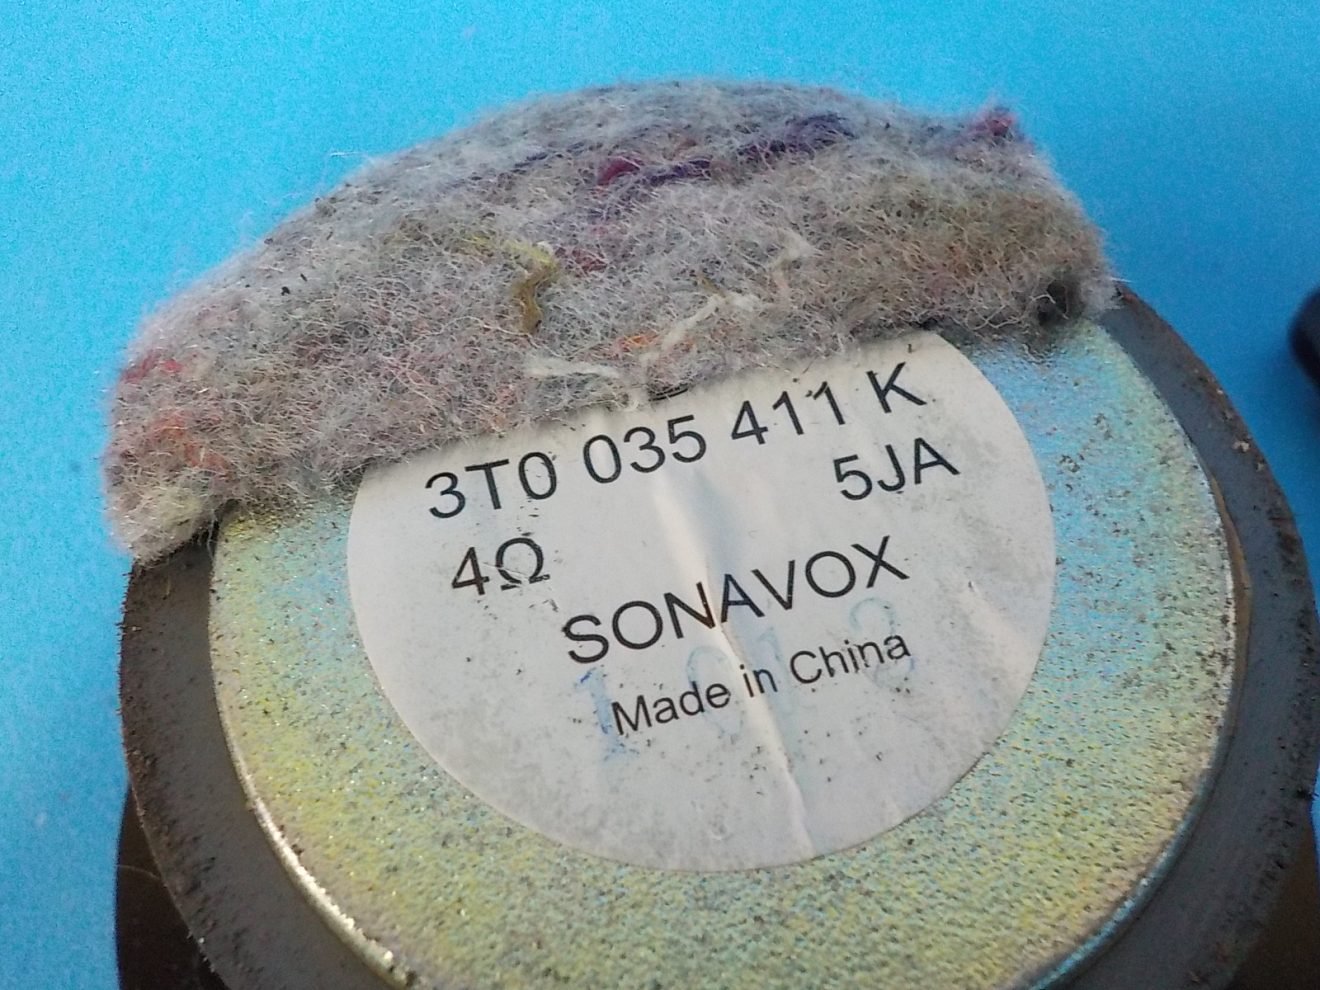 3T0 035 411 K
5JA
4Ω
SONAVOX
Made in China